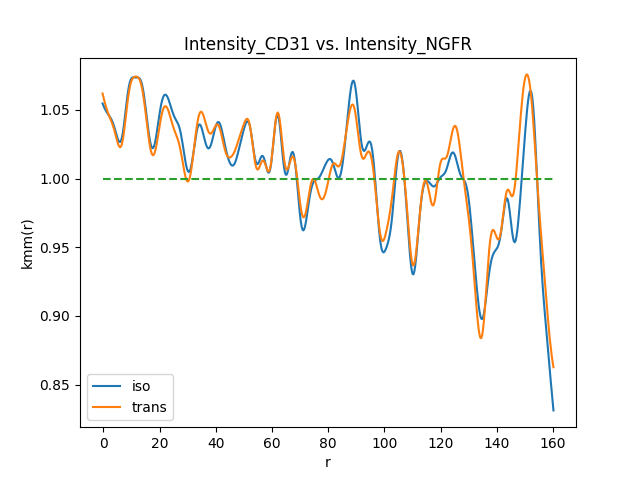 Intensity_CD31 vs. Intensity_NGFR
kmm(r)
1.05
1.00
0.95
0.90
0.85
iso
trans
0 20 40 60 80 100 120 140 160
r